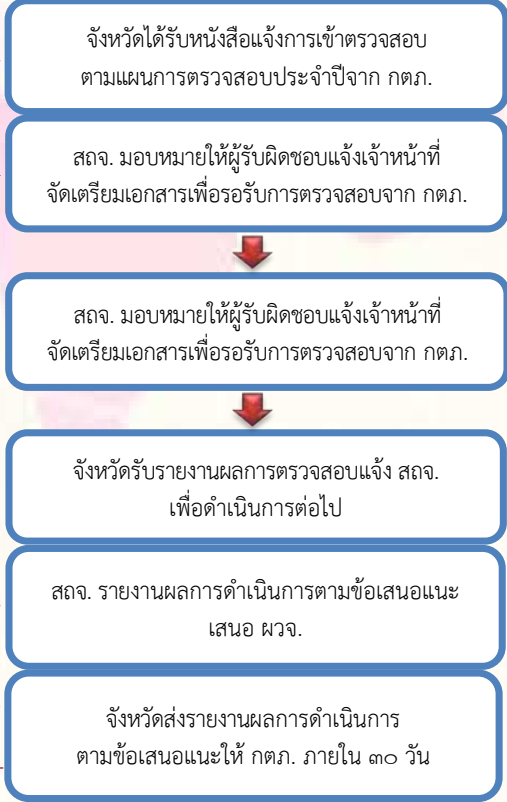 จังหวัดได้รับหนังสือแจ้งการเข้าตรวจสอบ
ตามแผนการตรวจสอบประจำปีจาก กตภ.
สถจ. มอบหมายให้ผู้รับผิดชอบแจ้งเจ้าหน้าที่
จัดเตรียมเอกสารเพื่อรอรับการตรวจสอบจาก กตภ.
สถจ. มอบหมายให้ผู้รับผิดชอบแจ้งเจ้าหน้าที่
จัดเตรียมเอกสารเพื่อรอรับการตรวจสอบจาก กตภ.
จังหวัดรับรายงานผลการตรวจสอบแจ้ง สถจ.
เพื่อดำเนินการต่อไป
สถจ. รายงานผลการดำเนินการตามข้อเสนอแนะ
เสนอ ผวจ.
จังหวัดส่งรายงานผลการดำเนินการ
ตามข้อเสนอแนะให้ กตภ. ภายใน ๓๐ วัน